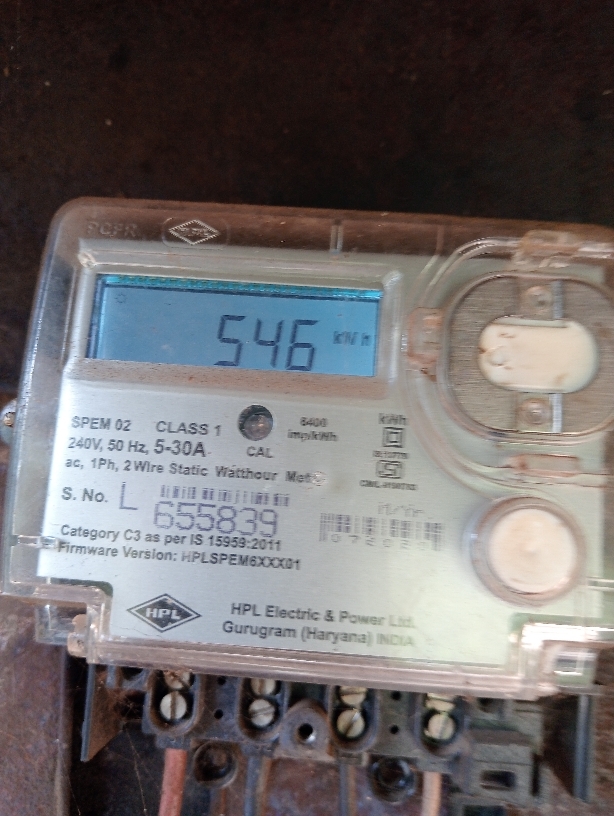 546 kWh
SPEM 02 CLASS 1
240V, 50 Hz, 5-30A
ac, 1Ph, 2 Wire Static Watthour Meter
CAL
6400
imp/kWh
kWh
S. No. L 655839
Category C3 as per IS 15959:2011
Firmware Version: HPLSPEM6XXX01
HPL
HPL Electric & Power Ltd.
Gurugram (Haryana) INDIA